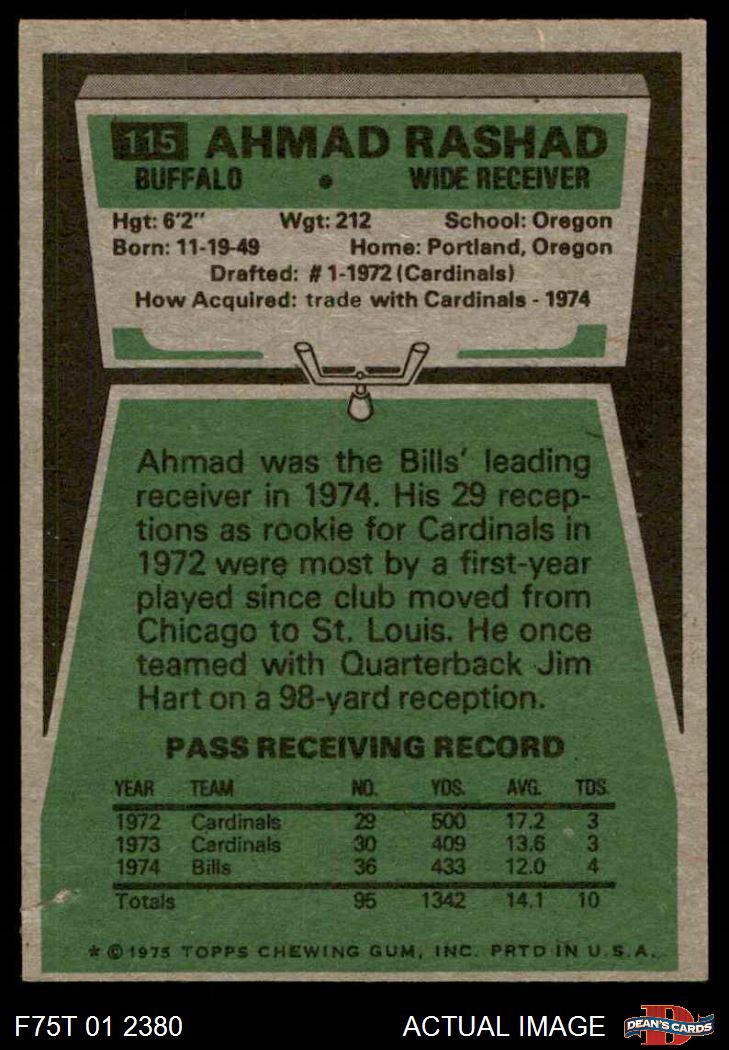 115 AHMAD RASHAD
BUFFALO • WIDE RECEIVER
Hgt: 6'2" Wgt: 212 School: Oregon
Born: 11-19-49 Home: Portland, Oregon
Drafted: #1-1972 (Cardinals)
How Acquired: trade with Cardinals - 1974
Ahmad was the Bills' leading
receiver in 1974. His 29 recep-
tions as rookie for Cardinals in
1972 were most by a first-year
played since club moved from
Chicago to St. Louis. He once
teamed with Quarterback Jim
Hart on a 98-yard reception.
PASS RECEIVING RECORD
YEAR TEAM NO. YDS. AVG. TDS.
1972 Cardinals 29 500 17.2 3
1973 Cardinals 30 409 13.6 3
1974 Bills 36 433 12.0 4
Totals 95 1342 14.1 10
* © 1975 TOPPS CHEWING GUM, INC. PRTD IN U.S.A.
F75T 01 2380 ACTUAL IMAGE D DEAN'S CARDS